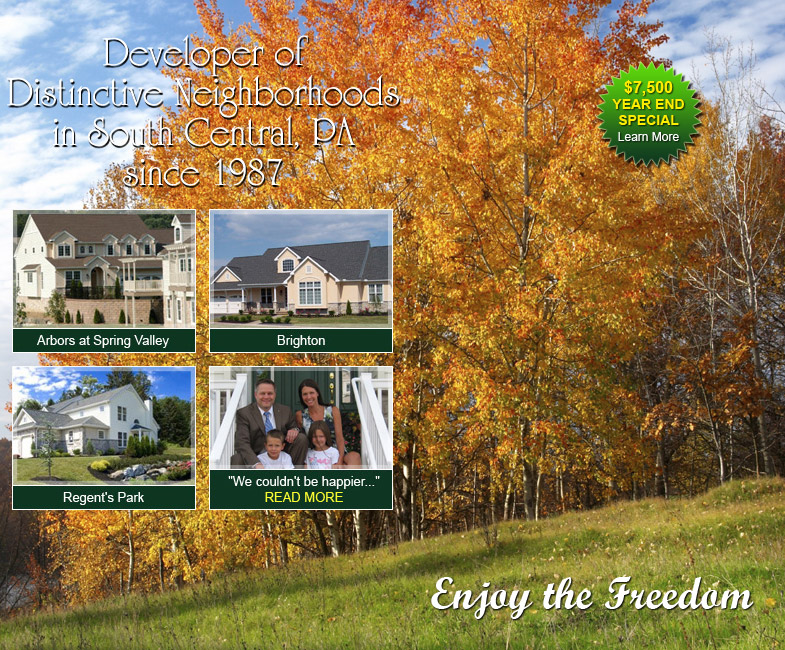 Developer of
Distinctive Neighborhoods
in South Central, PA
since 1987
$7,500
YEAR END
SPECIAL
Learn More
Arbors at Spring Valley
Brighton
Regent's Park
"We couldn't be happier..."
READ MORE
Enjoy the Freedom